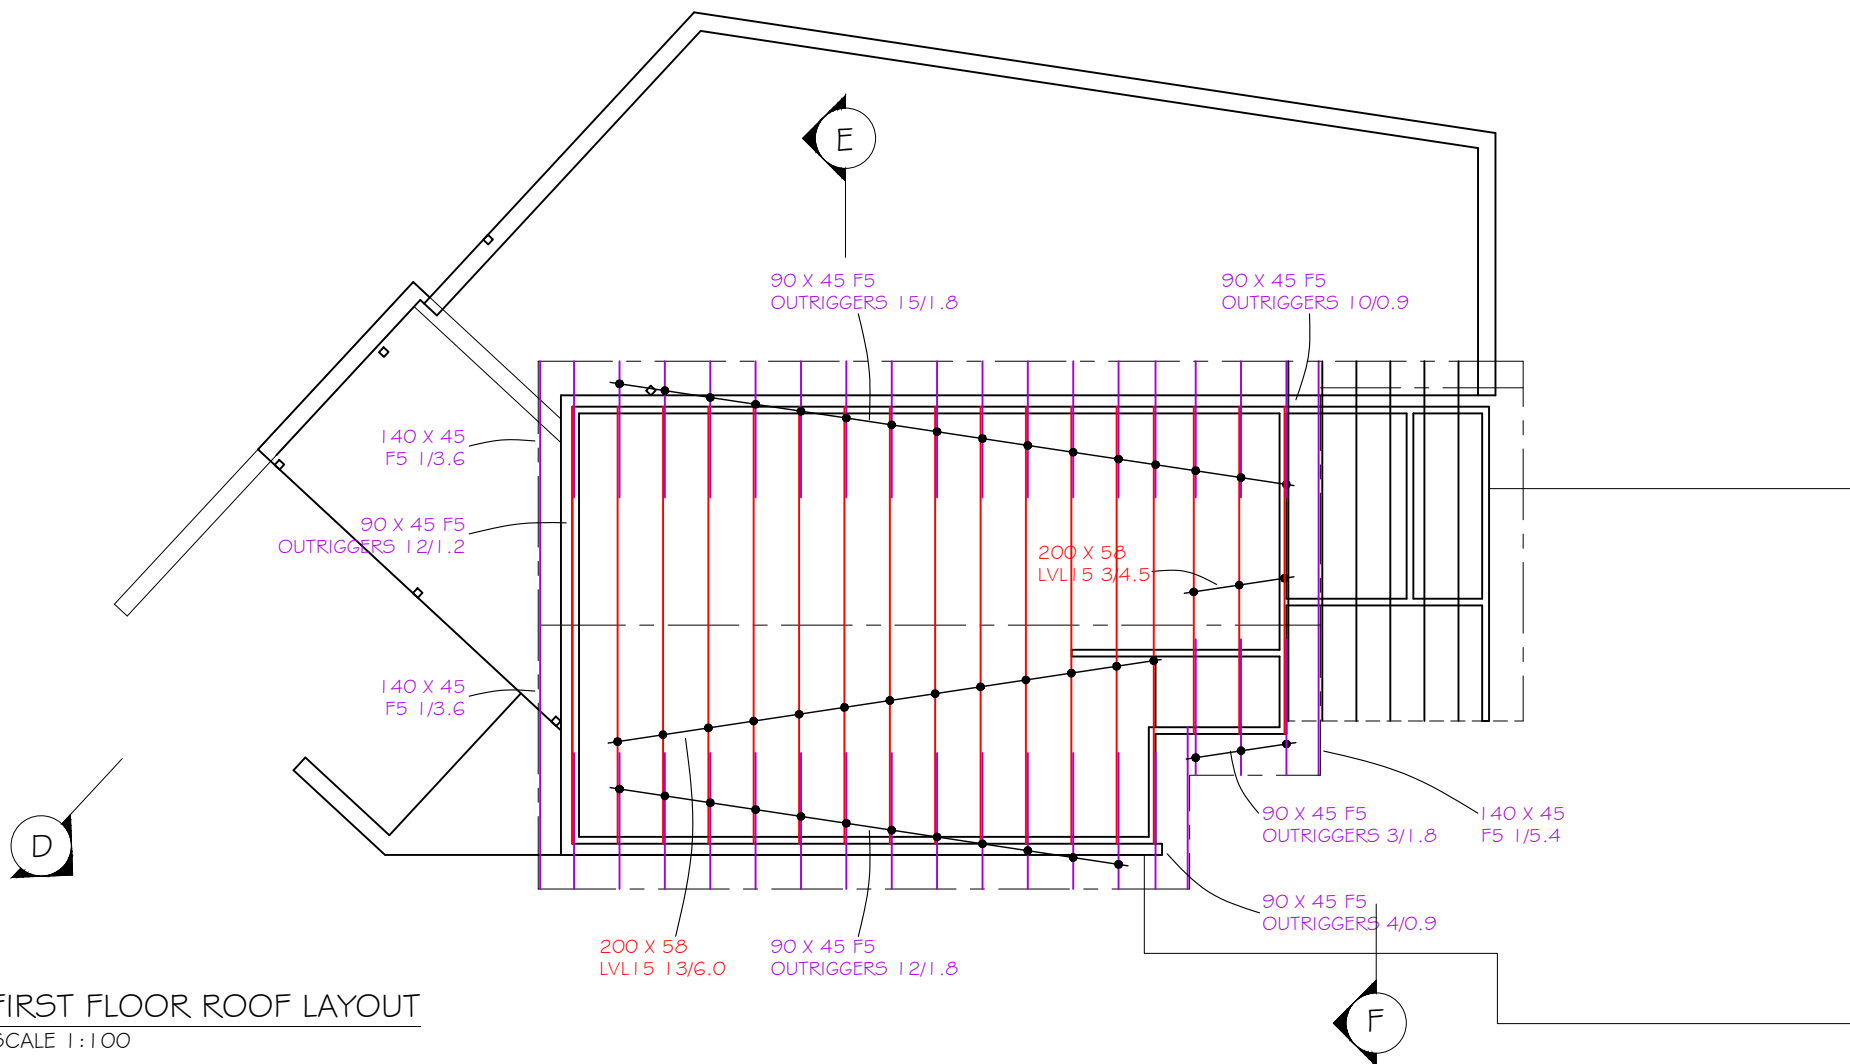 E
90 X 45 F5
OUTRIGGERS 15/1.8
90 X 45 F5
OUTRIGGERS 10/0.9
140 X 45
F5 1/3.6
90 X 45 F5
OUTRIGGERS 12/1.2
200 X 58
LVL15 3/4.5
140 X 45
F5 1/3.6
90 X 45 F5
OUTRIGGERS 3/1.8
140 X 45
F5 1/5.4
D
90 X 45 F5
OUTRIGGERS 4/0.9
200 X 58
LVL15 13/6.0
90 X 45 F5
OUTRIGGERS 12/1.8
FIRST FLOOR ROOF LAYOUT
SCALE 1:100
F